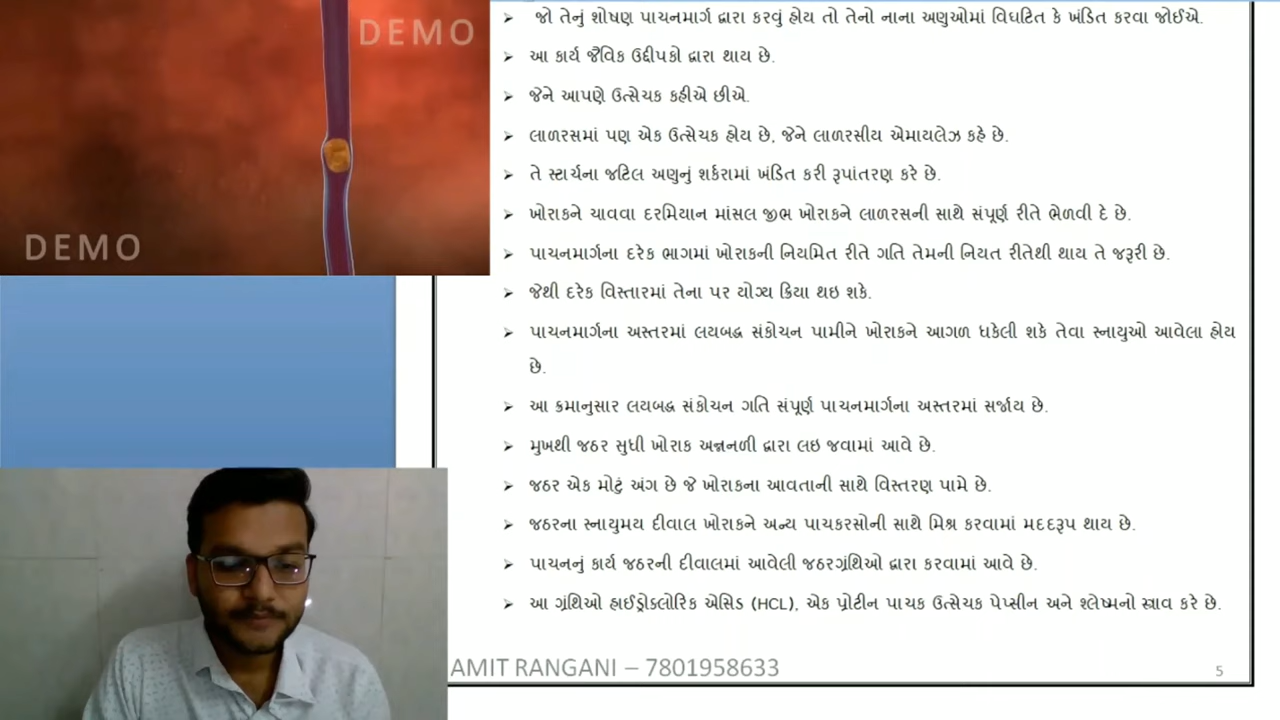 DEMO
DEMO
➢ જો તેનું શોષણ પાચનમાર્ગ દ્વારા કરવું હોય તો તેનો નાના અણુઓમાં વિઘટિત કે ખંડિત કરવા જોઈએ.
➢ આ કાર્ય જૈવિક ઉદ્દીપકો દ્વારા થાય છે.
➢ જેને આપણે ઉત્સેચક કહીએ છીએ.
➢ લાળરસમાં પણ એક ઉત્સેચક હોય છે, જેને લાળરસીય એમાયલેઝ કહે છે.
➢ તે સ્ટાર્ચના જટિલ અણુનું શર્કરામાં ખંડિત કરી રૂપાંતરણ કરે છે.
➢ ખોરાકને ચાવવા દરમિયાન માંસલ જીભ ખોરાકને લાળરસની સાથે સંપૂર્ણ રીતે ભેળવી દે છે.
➢ પાચનમાર્ગના દરેક ભાગમાં ખોરાકની નિયમિત રીતે ગતિ તેમની નિયત રીતેથી થાય તે જરૂરી છે.
➢ જેથી દરેક વિસ્તારમાં તેના પર યોગ્ય ક્રિયા થઇ શકે.
➢ પાચનમાર્ગના અસ્તરમાં લયબદ્ધ સંકોચન પામીને ખોરાકને આગળ ધકેલી શકે તેવા સ્નાયુઓ આવેલા હોય
છે.
➢ આ ક્રમાનુસાર લયબદ્ધ સંકોચન ગતિ સંપૂર્ણ પાચનમાર્ગના અસ્તરમાં સર્જાય છે.
➢ મુખથી જઠર સુધી ખોરાક અન્નનળી દ્વારા લઇ જવામાં આવે છે.
➢ જઠર એક મોટું અંગ છે જે ખોરાકના આવતાની સાથે વિસ્તરણ પામે છે.
➢ જઠરના સ્નાયુમય દીવાલ ખોરાકને અન્ય પાચકરસોની સાથે મિશ્ર કરવામાં મદદરૂપ થાય છે.
➢ પાચનનું કાર્ય જઠરની દીવાલમાં આવેલી જઠરગ્રંથિઓ દ્વારા કરવામાં આવે છે.
➢ આ ગ્રંથિઓ હાઈડ્રોક્લોરિક એસિડ (HCL), એક પ્રોટીન પાચક ઉત્સેચક પેપ્સીન અને શ્લેષ્મનો સ્ત્રાવ કરે છે.
AMIT RANGANI – 7801958633
5